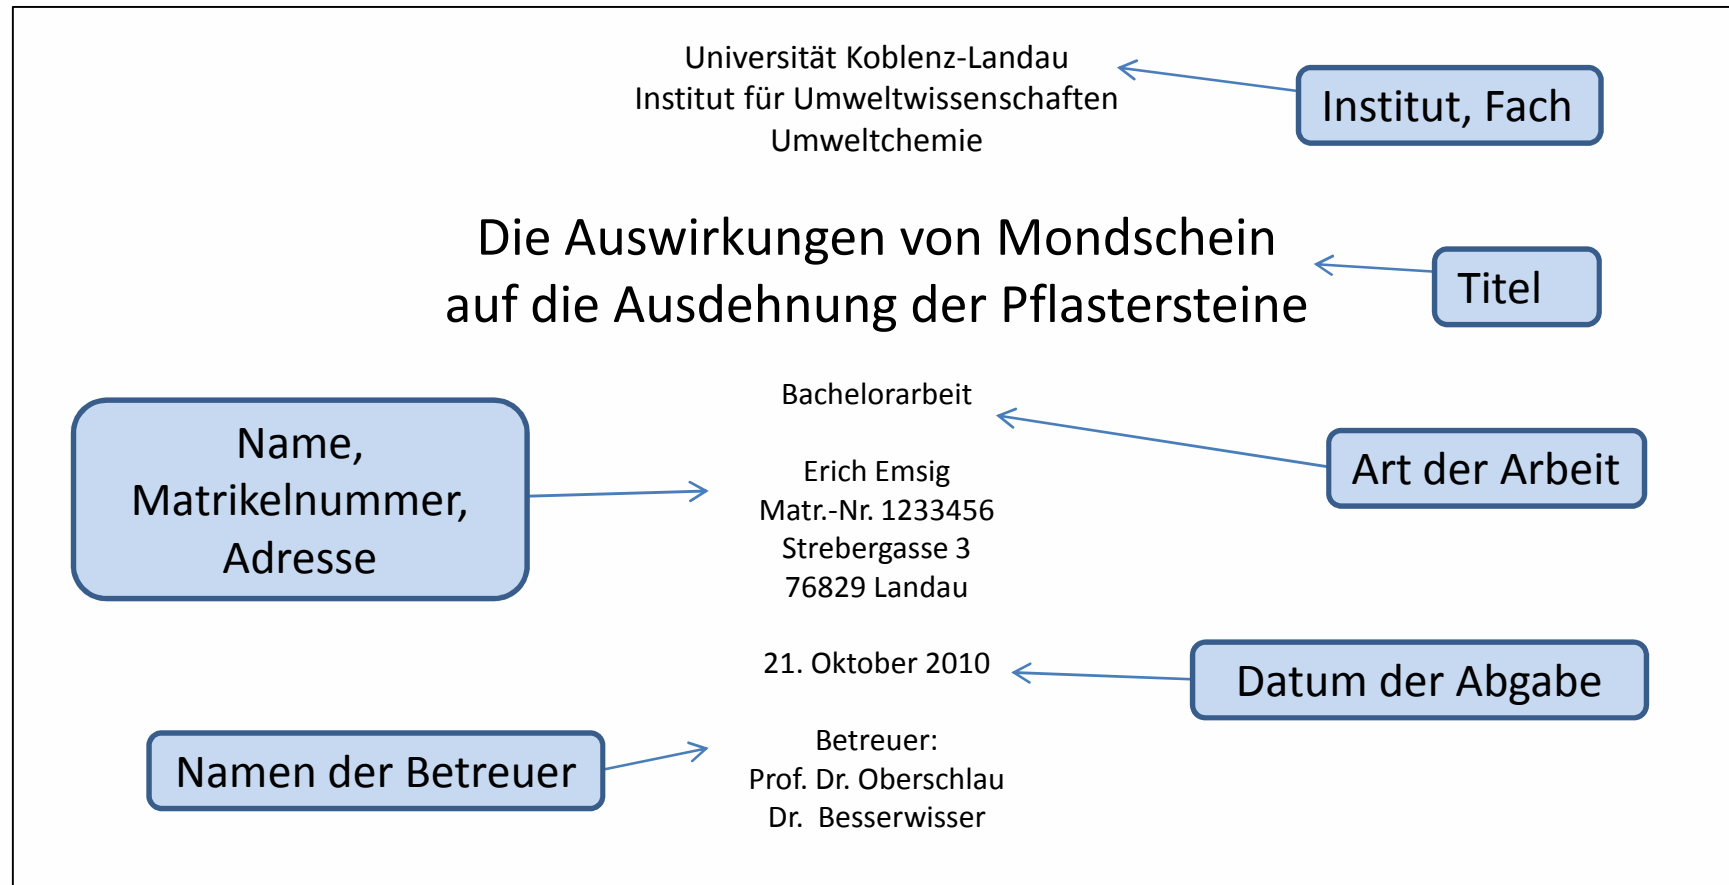 Universität Koblenz-Landau
Institut für Umweltwissenschaften
Umweltchemie
Institut, Fach
Die Auswirkungen von Mondschein
auf die Ausdehnung der Pflastersteine
Titel
Bachelorarbeit
Art der Arbeit
Name,
Matrikelnummer,
Adresse
Erich Emsig
Matr.-Nr. 1233456
Strebergasse 3
76829 Landau
21. Oktober 2010
Datum der Abgabe
Namen der Betreuer
Betreuer:
Prof. Dr. Oberschlau
Dr.  Besserwisser